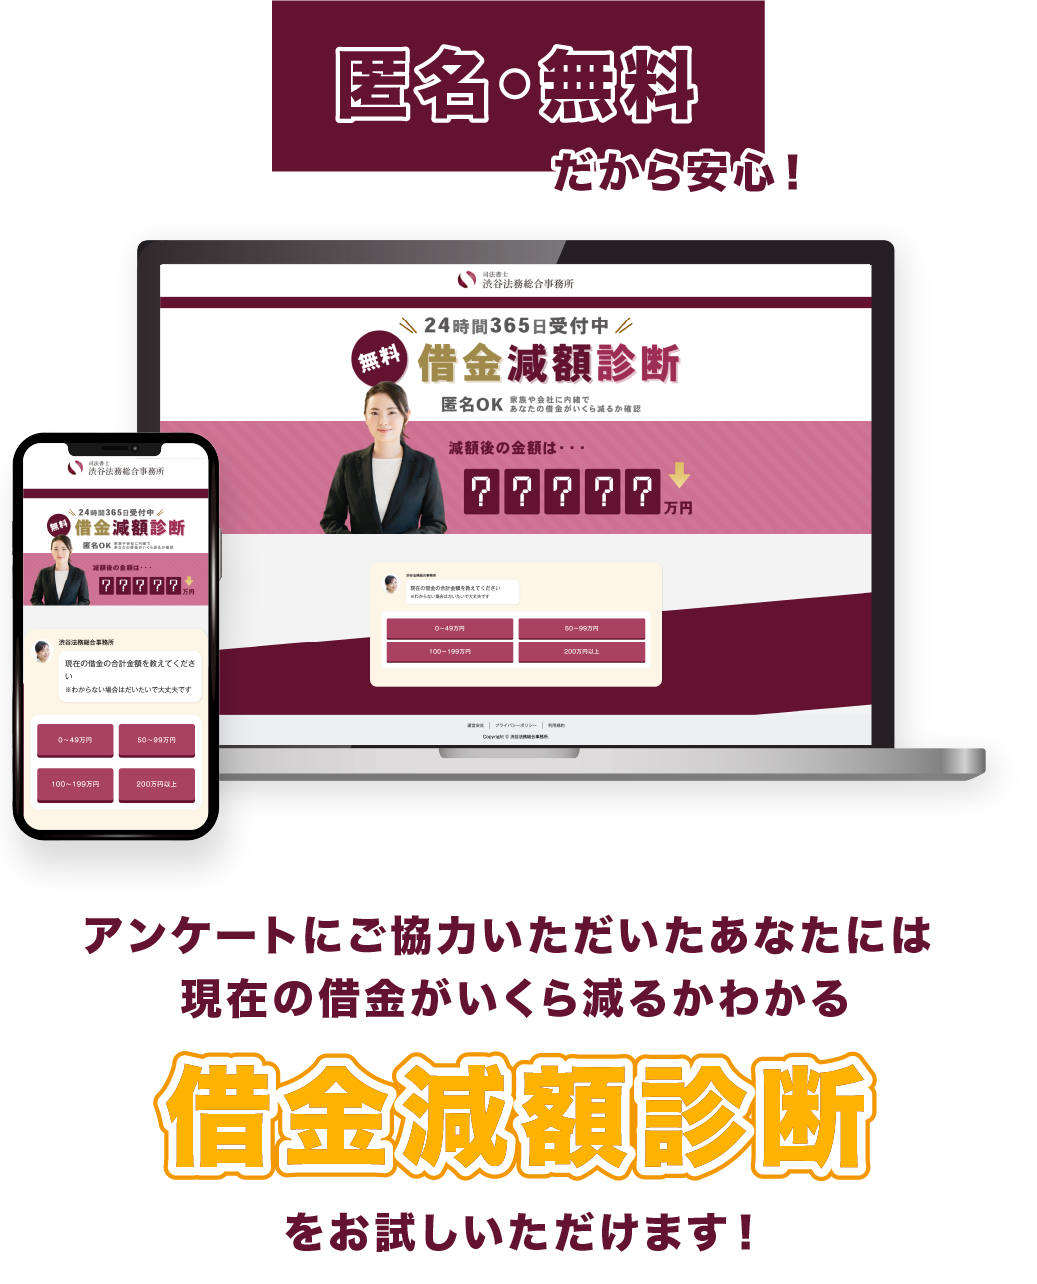 匿名・無料
だから安心！
司法書士
渋谷法務総合事務所
24時間365日受付中
無料
借金減額診断
匿名OK
家族や会社に内緒で
あなたの借金がいくら減るか確認
減額後の金額は・・・
? ? ? ? ? 万円
渋谷法務総合事務所
現在の借金の合計金額を教えてください
※わからない場合はだいたいで大丈夫です
0～49万円
50～99万円
100～199万円
200万円以上
運営会社 | プライバシーポリシー | 利用規約
Copyright © 渋谷法務総合事務所.
司法書士
渋谷法務総合事務所
24時間365日受付中
無料
借金減額診断
匿名OK
家族や会社に内緒で
あなたの借金がいくら減るか確認
減額後の金額は・・・
? ? ? ? ? 万円
渋谷法務総合事務所
現在の借金の合計金額を教えてくださ
い
※わからない場合はだいたいで大丈夫です
0～49万円
50～99万円
100～199万円
200万円以上
アンケートにご協力いただいたあなたには
現在の借金がいくら減るかわかる
借金減額診断
をお試しいただけます！